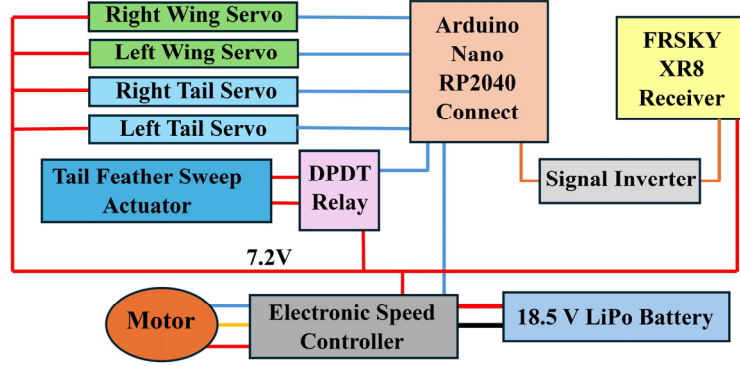 Right Wing Servo
Left Wing Servo
Right Tail Servo
Left Tail Servo
Tail Feather Sweep
Actuator
DPDT
Relay
Arduino
Nano
RP2040
Connect
FRSKY
XR8
Receiver
Signal Inverter
7.2V
Motor
Electronic Speed
Controller
18.5 V LiPo Battery